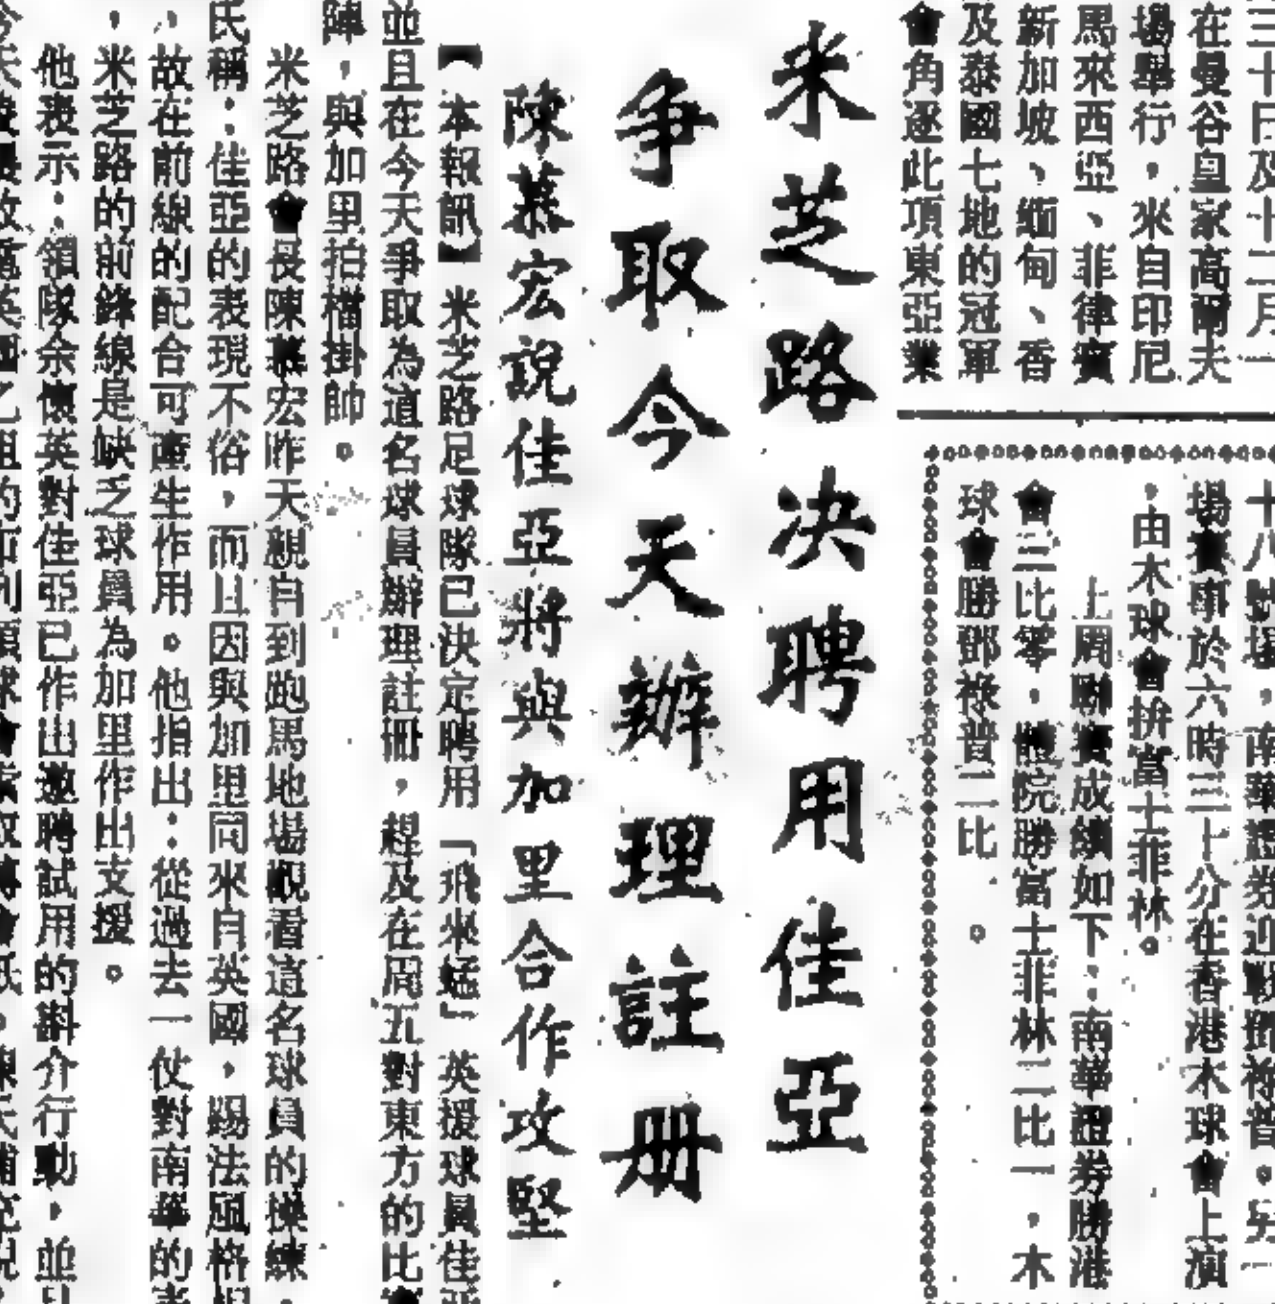 三十日及十二月一
在曼谷皇家高爾夫
場舉行，來自印尼
馬來西亞、菲律賓
新加坡、緬甸、香
及泰國七地的冠軍
會角逐此項東亞業
十八號場，南華證券迎戰鄧祿普。另一
場賽事於六時三十分在香港木球會上演
，由木球會拚富士菲林。
上周聯賽成績如下：南華證券勝港
會三比零，體院勝富士菲林二比一，木
球會勝鄧祿普二比　。
米芝路決聘用佳亞
爭取今天辦理註册
陳慕宏說佳亞將與加里合作攻堅
【本報訊】米芝路足球隊已決定聘用「飛來蜢」英援球員佳亞
並且在今天爭取為這名球員辦理註冊，趕及在周五對東方的比賽
陣，與加里拍檔掛帥。
米芝路會長陳慕宏昨天親自到跑馬地場觀看這名球員的操練。
氏稱：佳亞的表現不俗，而且因與加里同來自英國，踢法風格相
，故在前線的配合可產生作用。他指出：從過去一仗對南華的表
，米芝路的前鋒線是缺乏球員為加里作出支援。
他表示：領隊余懷英對佳亞已作出邀聘試用的斟介行動，並